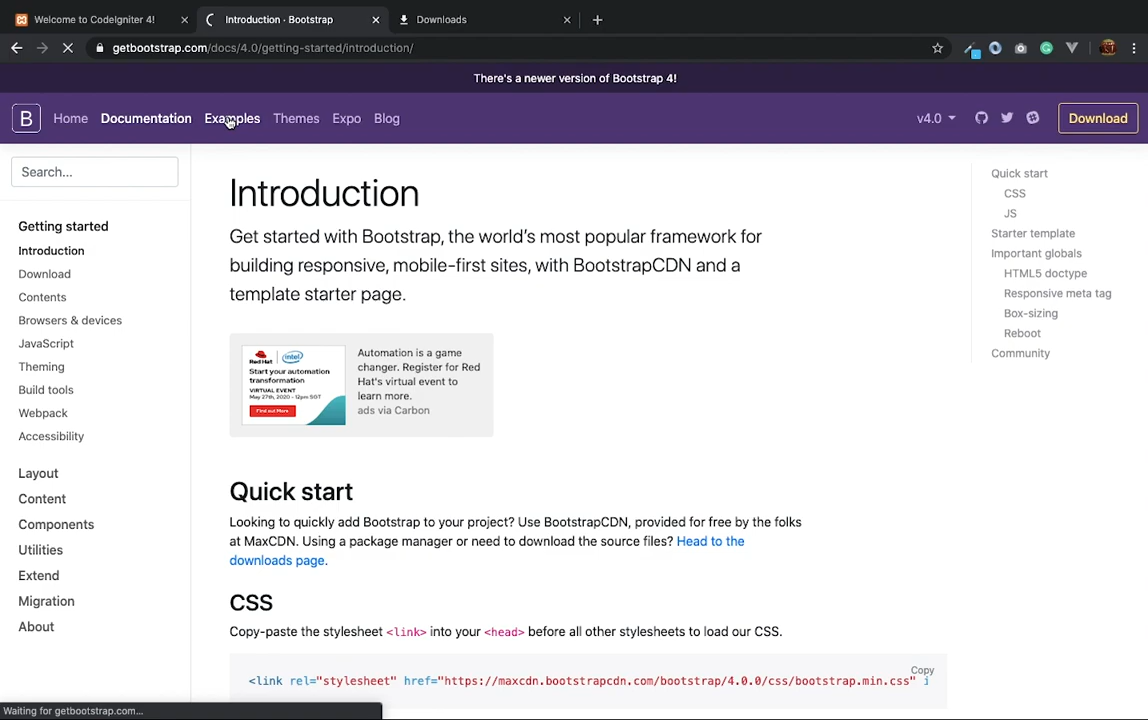 Welcome to CodeIgniter 4!
Introduction · Bootstrap
Downloads
getbootstrap.com/docs/4.0/getting-started/introduction/
There's a newer version of Bootstrap 4!
B Home Documentation Examples Themes Expo Blog v4.0 Download
Search...
Getting started
Introduction
Download
Contents
Browsers & devices
JavaScript
Theming
Build tools
Webpack
Accessibility
Layout
Content
Components
Utilities
Extend
Migration
About
Introduction
Get started with Bootstrap, the world's most popular framework for
building responsive, mobile-first sites, with BootstrapCDN and a
template starter page.
Red Hat intel
Start your automation
transformation
VIRTUAL EVENT
May 27th, 2020 - 12pm SGT
Find out More
Automation is a game
changer. Register for Red
Hat's virtual event to
learn more.
ads via Carbon
Quick start
Looking to quickly add Bootstrap to your project? Use BootstrapCDN, provided for free by the folks
at MaxCDN. Using a package manager or need to download the source files? Head to the
downloads page.
CSS
Copy-paste the stylesheet <link> into your <head> before all other stylesheets to load our CSS.
Copy
<link rel="stylesheet" href="https://maxcdn.bootstrapcdn.com/bootstrap/4.0.0/css/bootstrap.min.css" i
Quick start
CSS
JS
Starter template
Important globals
HTML5 doctype
Responsive meta tag
Box-sizing
Reboot
Community
Waiting for getbootstrap.com...